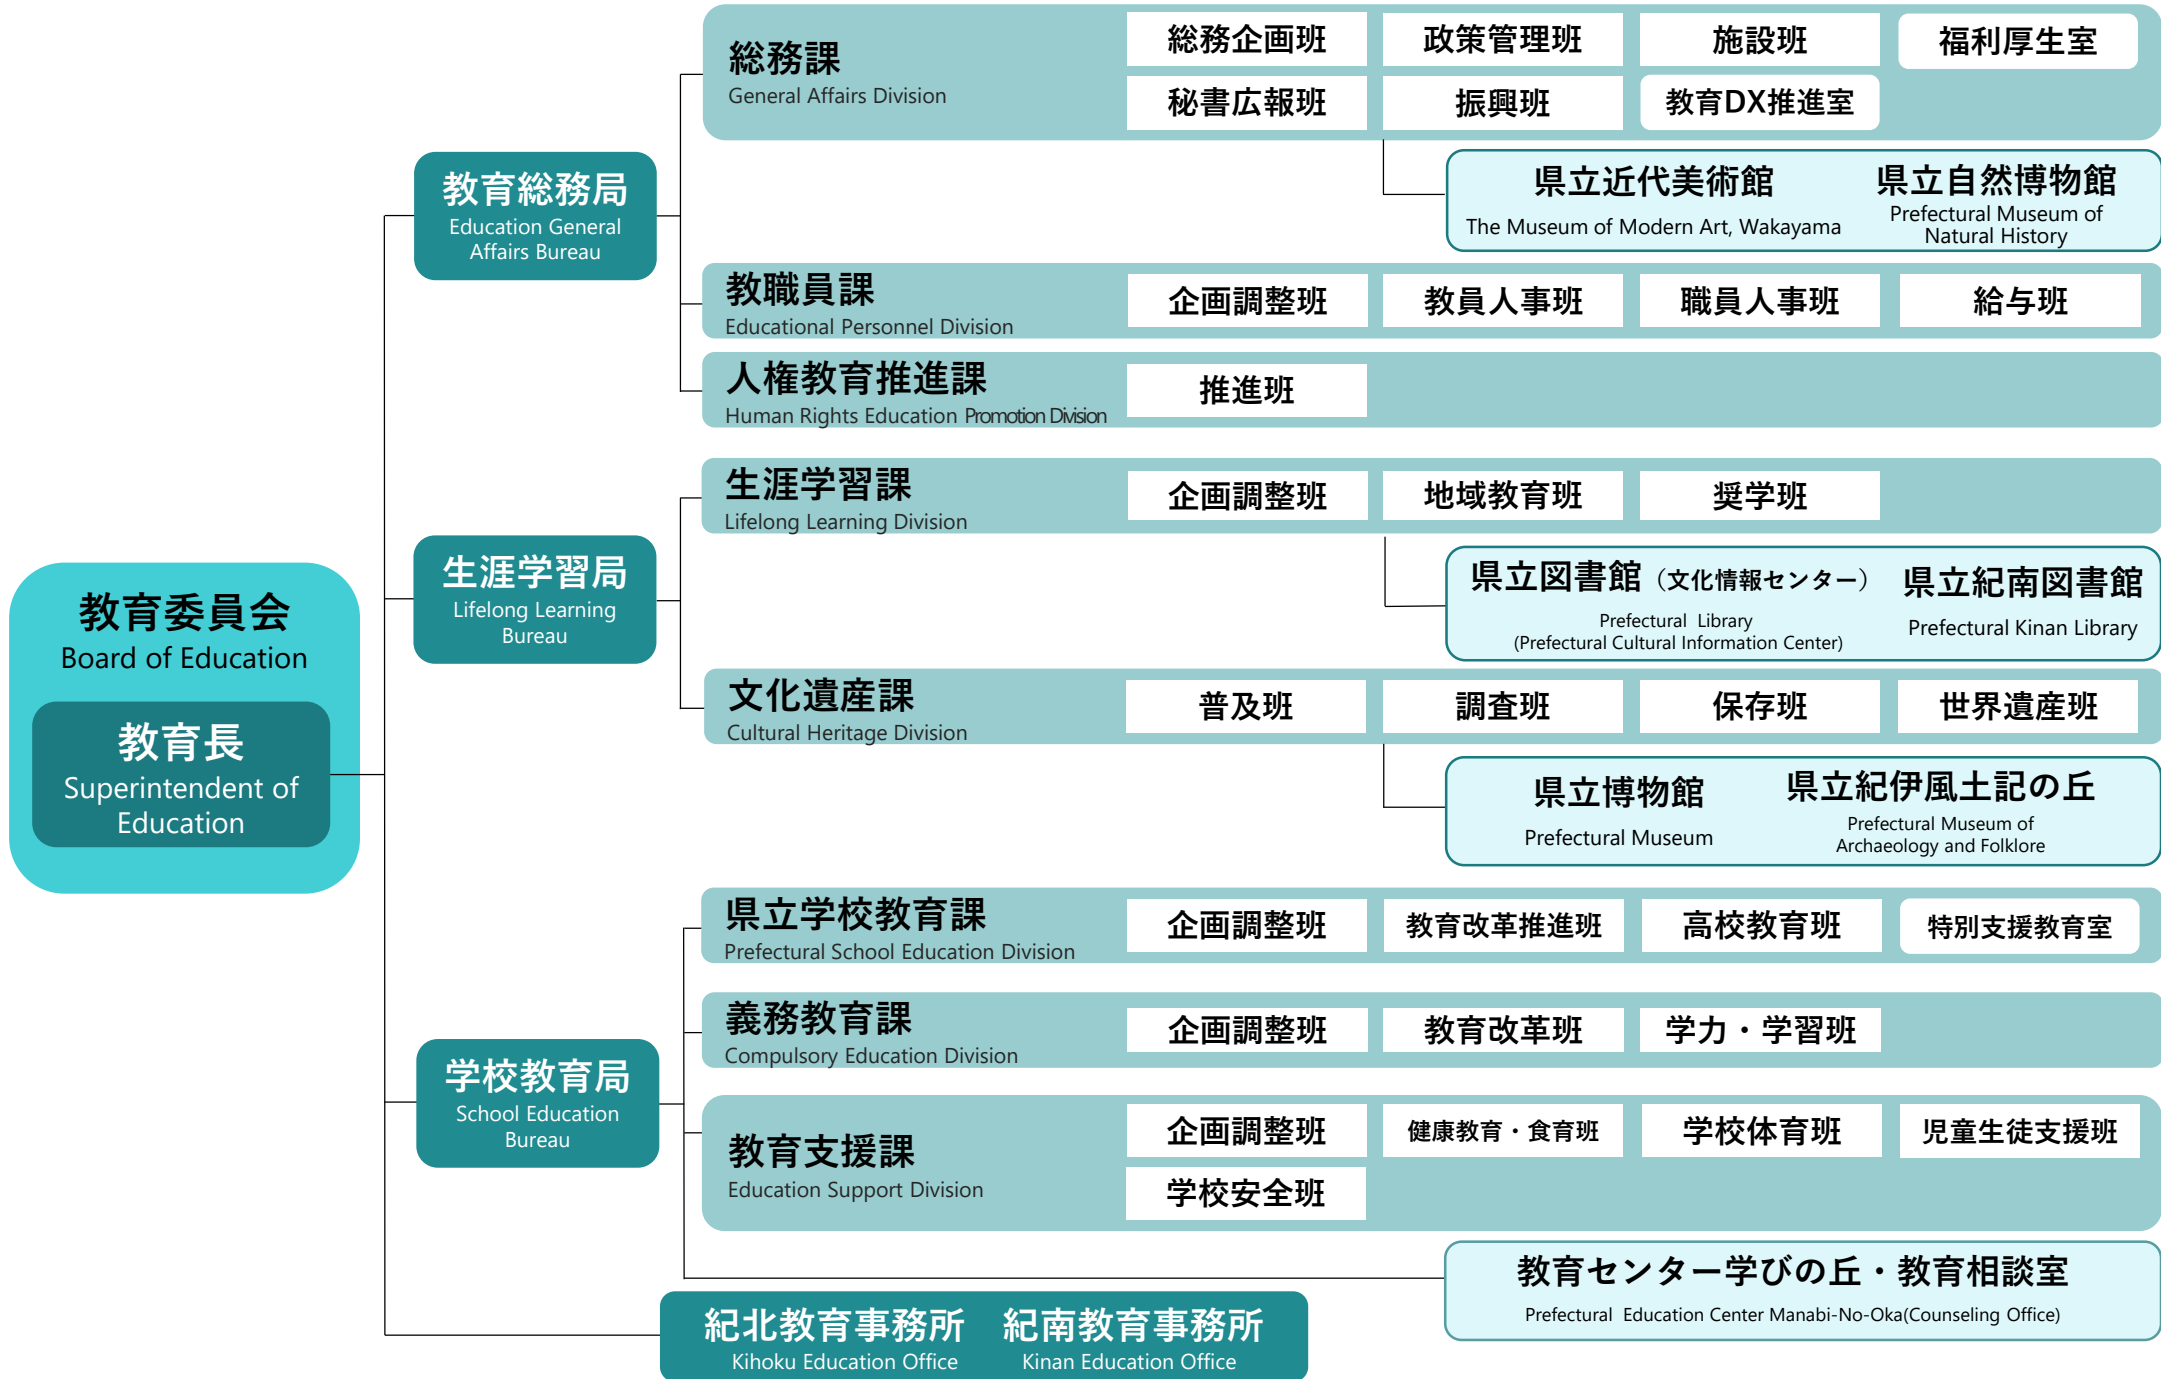 教育委員会
Board of Education
教育長
Superintendent of
Education
教育総務局
Education General
Affairs Bureau
総務課
General Affairs Division
総務企画班
政策管理班
施設班
福利厚生室
秘書広報班
振興班
教育DX推進室
県立近代美術館
The Museum of Modern Art, Wakayama
県立自然博物館
Prefectural Museum of
Natural History
教職員課
Educational Personnel Division
企画調整班
教員人事班
職員人事班
給与班
人権教育推進課
Human Rights Education Promotion Division
推進班
生涯学習局
Lifelong Learning
Bureau
生涯学習課
Lifelong Learning Division
企画調整班
地域教育班
奨学班
県立図書館（文化情報センター）
Prefectural Library
(Prefectural Cultural Information Center)
県立紀南図書館
Prefectural Kinan Library
文化遺産課
Cultural Heritage Division
普及班
調査班
保存班
世界遺産班
県立博物館
Prefectural Museum
県立紀伊風土記の丘
Prefectural Museum of
Archaeology and Folklore
学校教育局
School Education
Bureau
県立学校教育課
Prefectural School Education Division
企画調整班
教育改革推進班
高校教育班
特別支援教育室
義務教育課
Compulsory Education Division
企画調整班
教育改革班
学力・学習班
教育支援課
Education Support Division
企画調整班
健康教育・食育班
学校体育班
児童生徒支援班
学校安全班
教育センター学びの丘・教育相談室
Prefectural Education Center Manabi-No-Oka(Counseling Office)
紀北教育事務所
Kihoku Education Office
紀南教育事務所
Kinan Education Office